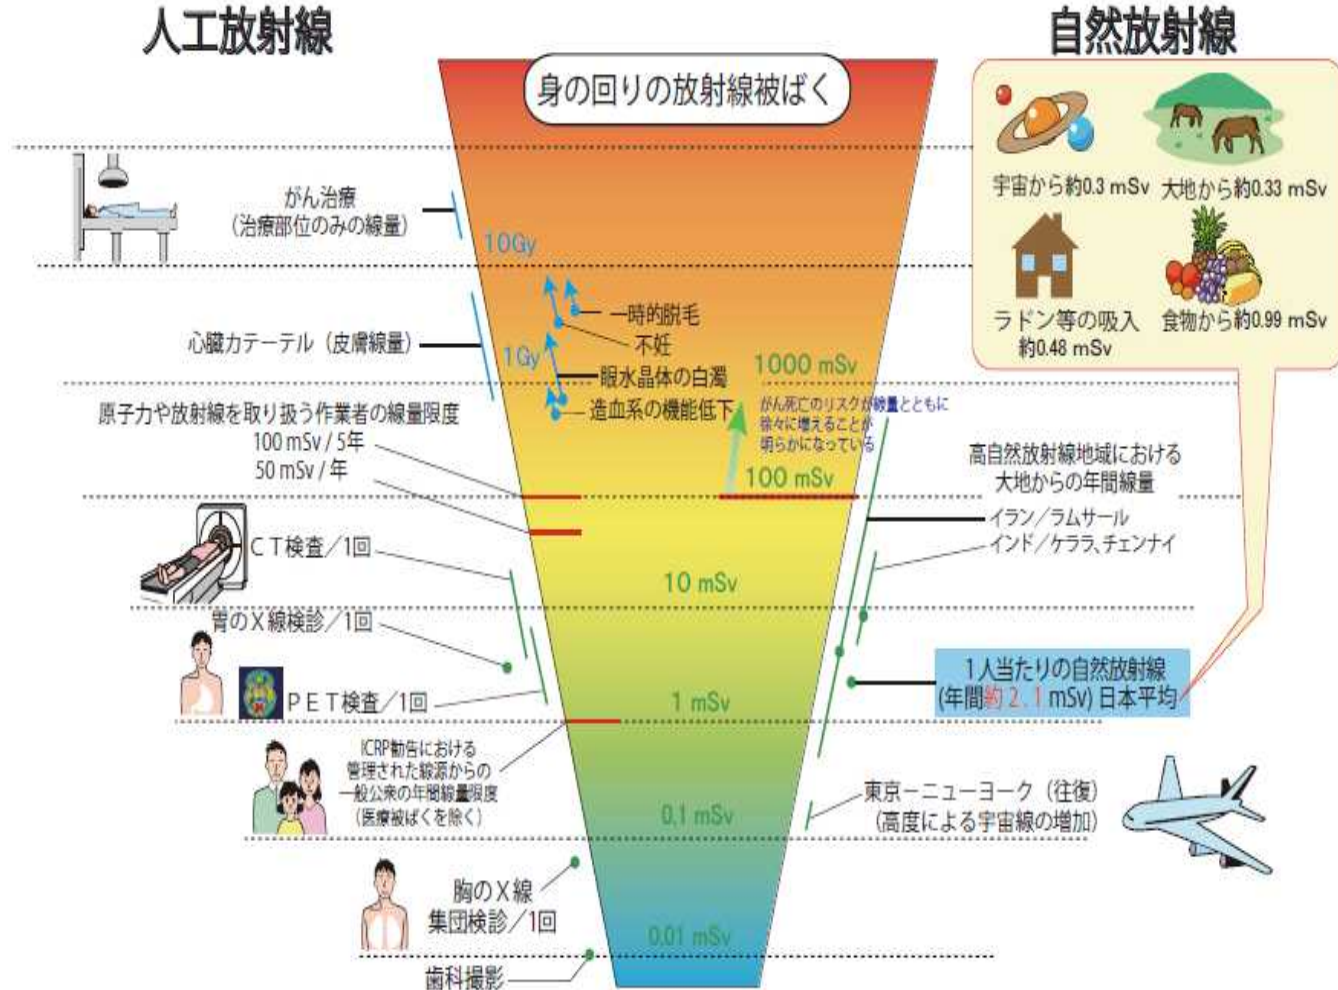 人工放射線
自然放射線
身の回りの放射線被ばく
宇宙から約0.3 mSv
大地から約0.33 mSv
ラドン等の吸入
約0.48 mSv
食物から約0.99 mSv
がん治療
（治療部位のみの線量）
10Gy
一時的脱毛
不妊
心臓カテーテル（皮膚線量）
1Gy
眼水晶体の白濁
造血系の機能低下
1000 mSv
がん死亡のリスクが線量とともに
徐々に増えることが
明らかになっている
原子力や放射線を取り扱う作業者の線量限度
100 mSv / 5年
50 mSv / 年
100 mSv
高自然放射線地域における
大地からの年間線量
イラン／ラムサール
インド／ケララ、チェンナイ
ＣＴ検査／1回
10 mSv
胃のＸ線検診／1回
ＰＥＴ検査／1回
1 mSv
1人当たりの自然放射線
(年間約２.１mSv) 日本平均
ICRP勧告における
管理された線源からの
一般公衆の年間線量限度
（医療被ばくを除く）
0.1 mSv
東京－ニューヨーク（往復）
（高度による宇宙線の増加）
胸のＸ線
集団検診／1回
0.01 mSv
歯科撮影